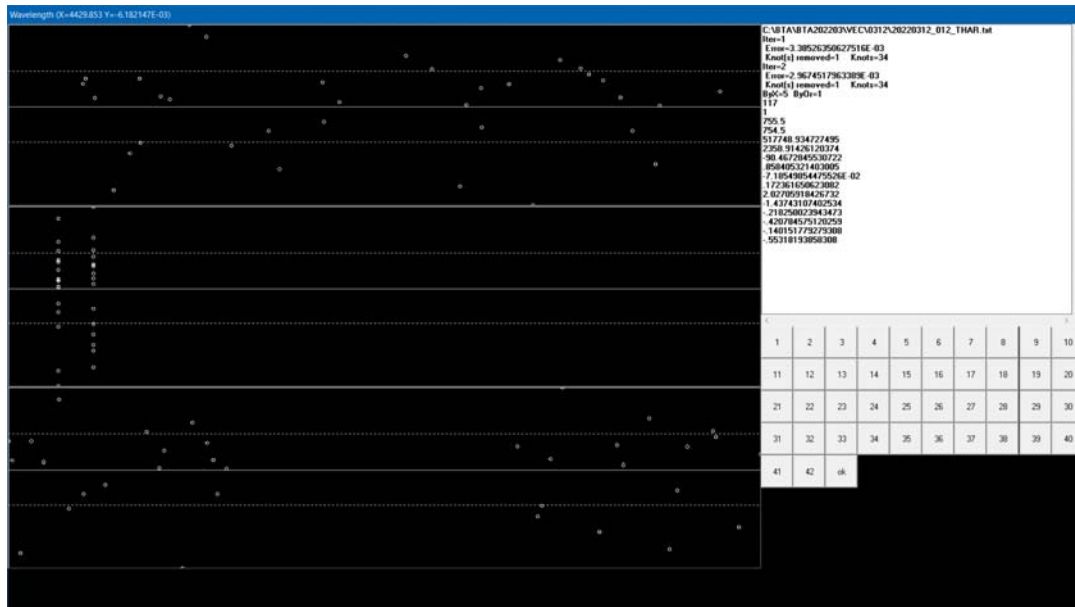 Wavelength (X=4429.853 Y=-6.182147E-03)
C:\BTA\BTA202203\VEC\0312\20220312_012_THAR.txt
Iter=1
Error=3.38526350627516E-03
Knot[s] removed=1 Knots=34
Iter=2
Error=2.9674517963389E-03
Knot[s] removed=1 Knots=34
ByX=5 ByOr=1
117
1
755.5
754.5
517748.934727495
2358.91426120374
-90.4672845530722
.858405321403005
-7.18549854475526E-02
.172361650623082
2.02705918426732
-1.43743107402534
-.218250023943473
-.420784575120259
-.140151779279308
-.55318193858308
1 2 3 4 5 6 7 8 9 10
11 12 13 14 15 16 17 18 19 20
21 22 23 24 25 26 27 28 29 30
31 32 33 34 35 36 37 38 39 40
41 42 ok